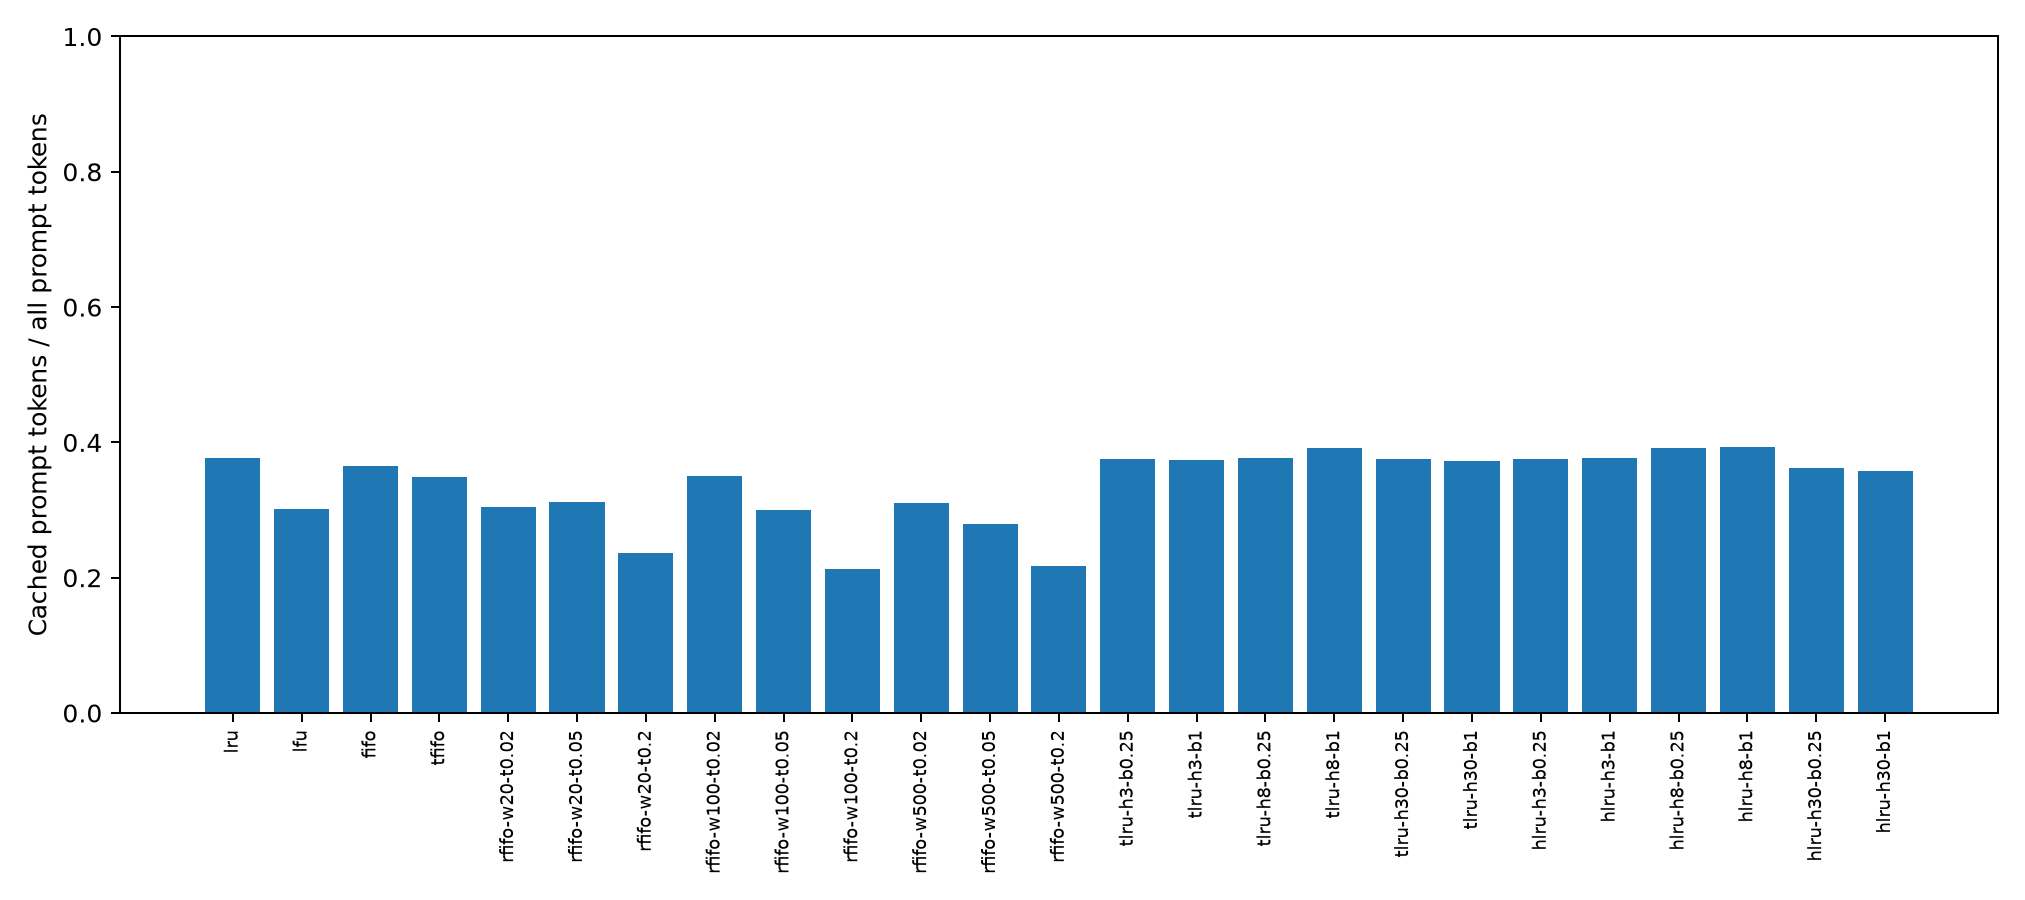 Cached prompt tokens / all prompt tokens
1.0
0.8
0.6
0.4
0.2
0.0
lru
lfu
fifo
tfifo
rfifo-w20-t0.02
rfifo-w20-t0.05
rfifo-w20-t0.2
rfifo-w100-t0.02
rfifo-w100-t0.05
rfifo-w100-t0.2
rfifo-w500-t0.02
rfifo-w500-t0.05
rfifo-w500-t0.2
tlru-h3-b0.25
tlru-h3-b1
tlru-h8-b0.25
tlru-h8-b1
tlru-h30-b0.25
tlru-h30-b1
hlru-h3-b0.25
hlru-h3-b1
hlru-h8-b0.25
hlru-h8-b1
hlru-h30-b0.25
hlru-h30-b1